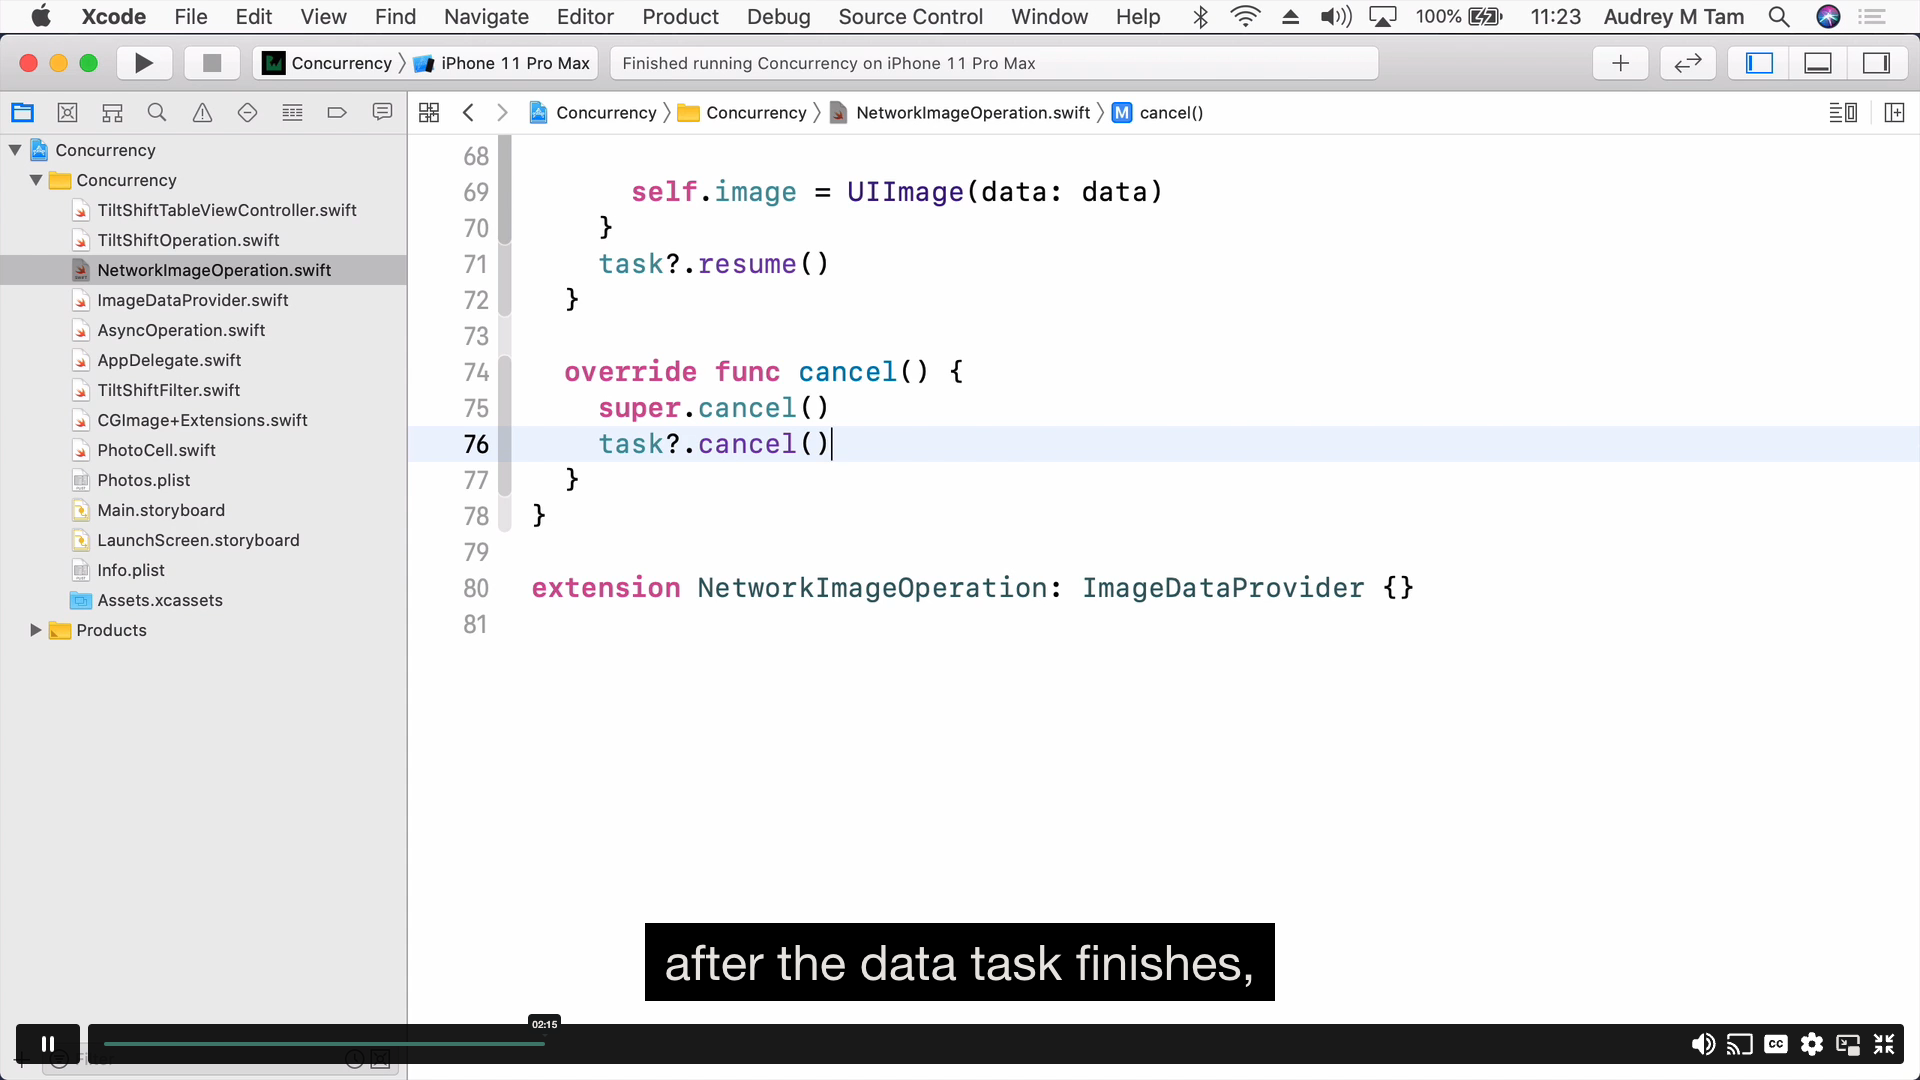 Xcode File Edit View Find Navigate Editor Product Debug Source Control Window Help 100% 11:23 Audrey M Tam
Concurrency iPhone 11 Pro Max Finished running Concurrency on iPhone 11 Pro Max
Concurrency Concurrency NetworkImageOperation.swift M cancel()
Concurrency
Concurrency
TiltShiftTableViewController.swift
TiltShiftOperation.swift
NetworkImageOperation.swift
ImageDataProvider.swift
AsyncOperation.swift
AppDelegate.swift
TiltShiftFilter.swift
CGImage+Extensions.swift
PhotoCell.swift
Photos.plist
Main.storyboard
LaunchScreen.storyboard
Info.plist
Assets.xcassets
Products
68
69 self.image = UIImage(data: data)
70 }
71 task?.resume()
72 }
73
74 override func cancel() {
75 super.cancel()
76 task?.cancel()
77 }
78 }
79
80 extension NetworkImageOperation: ImageDataProvider {}
81
after the data task finishes,
02:15
CC